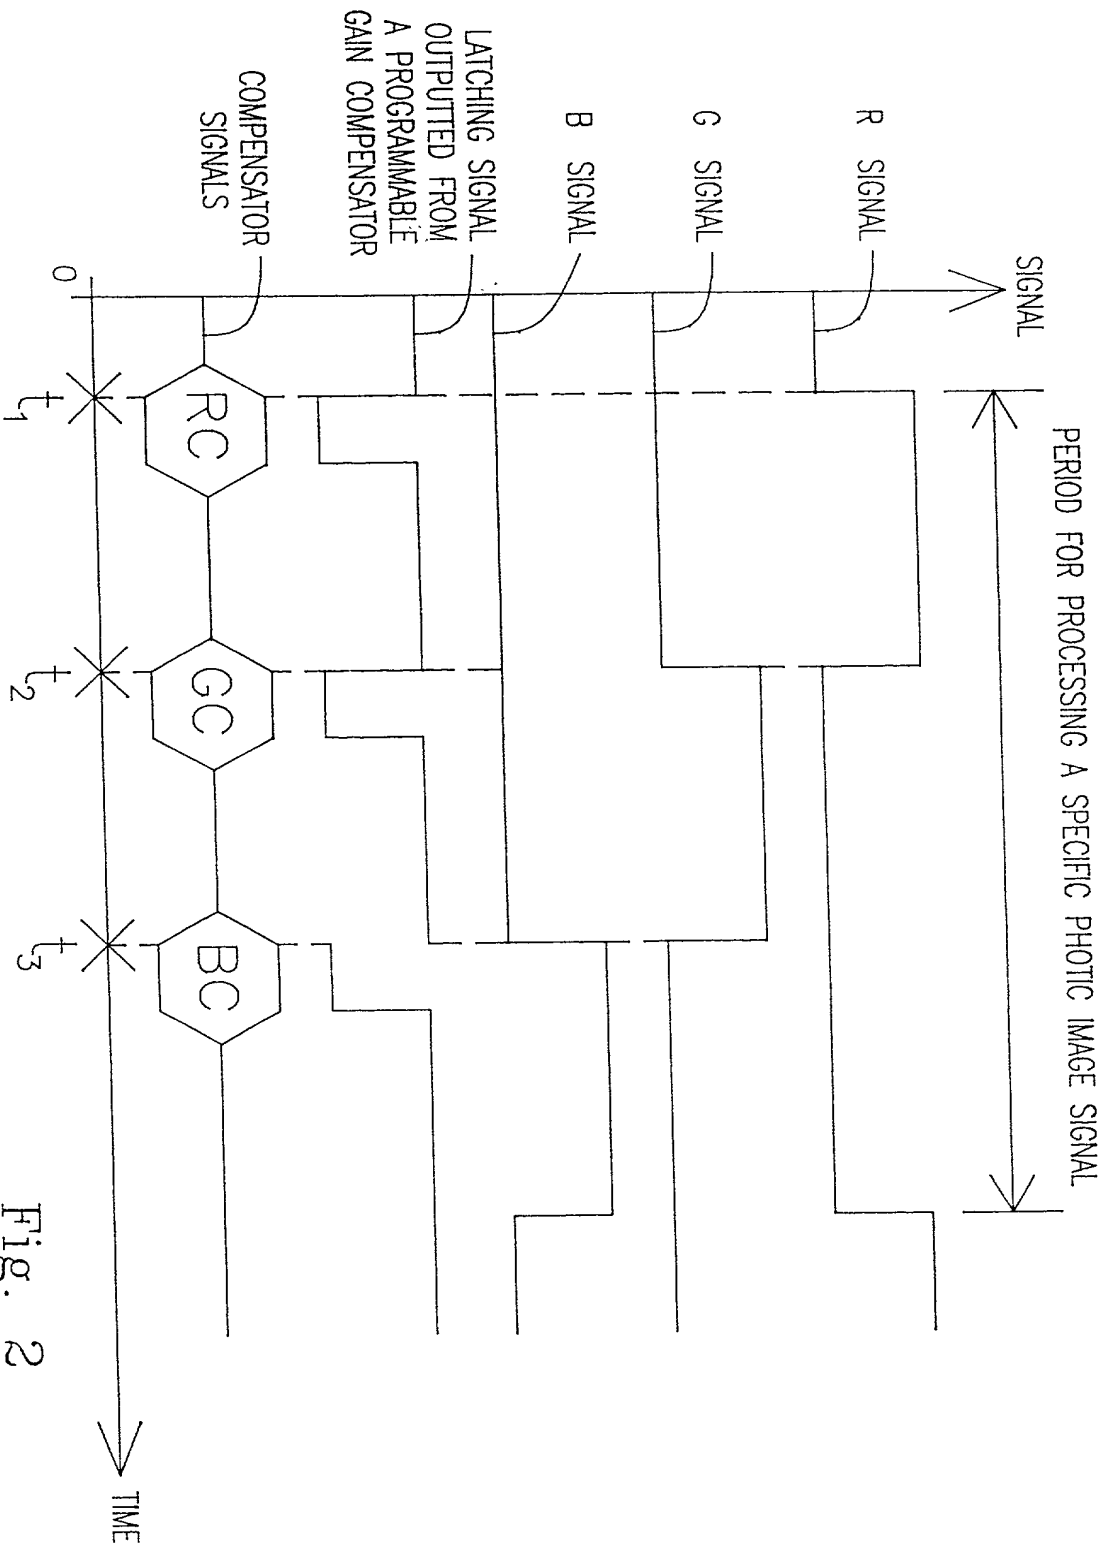 PERIOD FOR PROCESSING A SPECIFIC PHOTIC IMAGE SIGNAL
SIGNAL
R SIGNAL
G SIGNAL
B SIGNAL
LATCHING SIGNAL
OUTPUTTED FROM
A PROGRAMMABLE
GAIN COMPENSATOR
COMPENSATOR
SIGNALS
RC
GC
BC
0
t1
t2
t3
TIME
Fig. 2